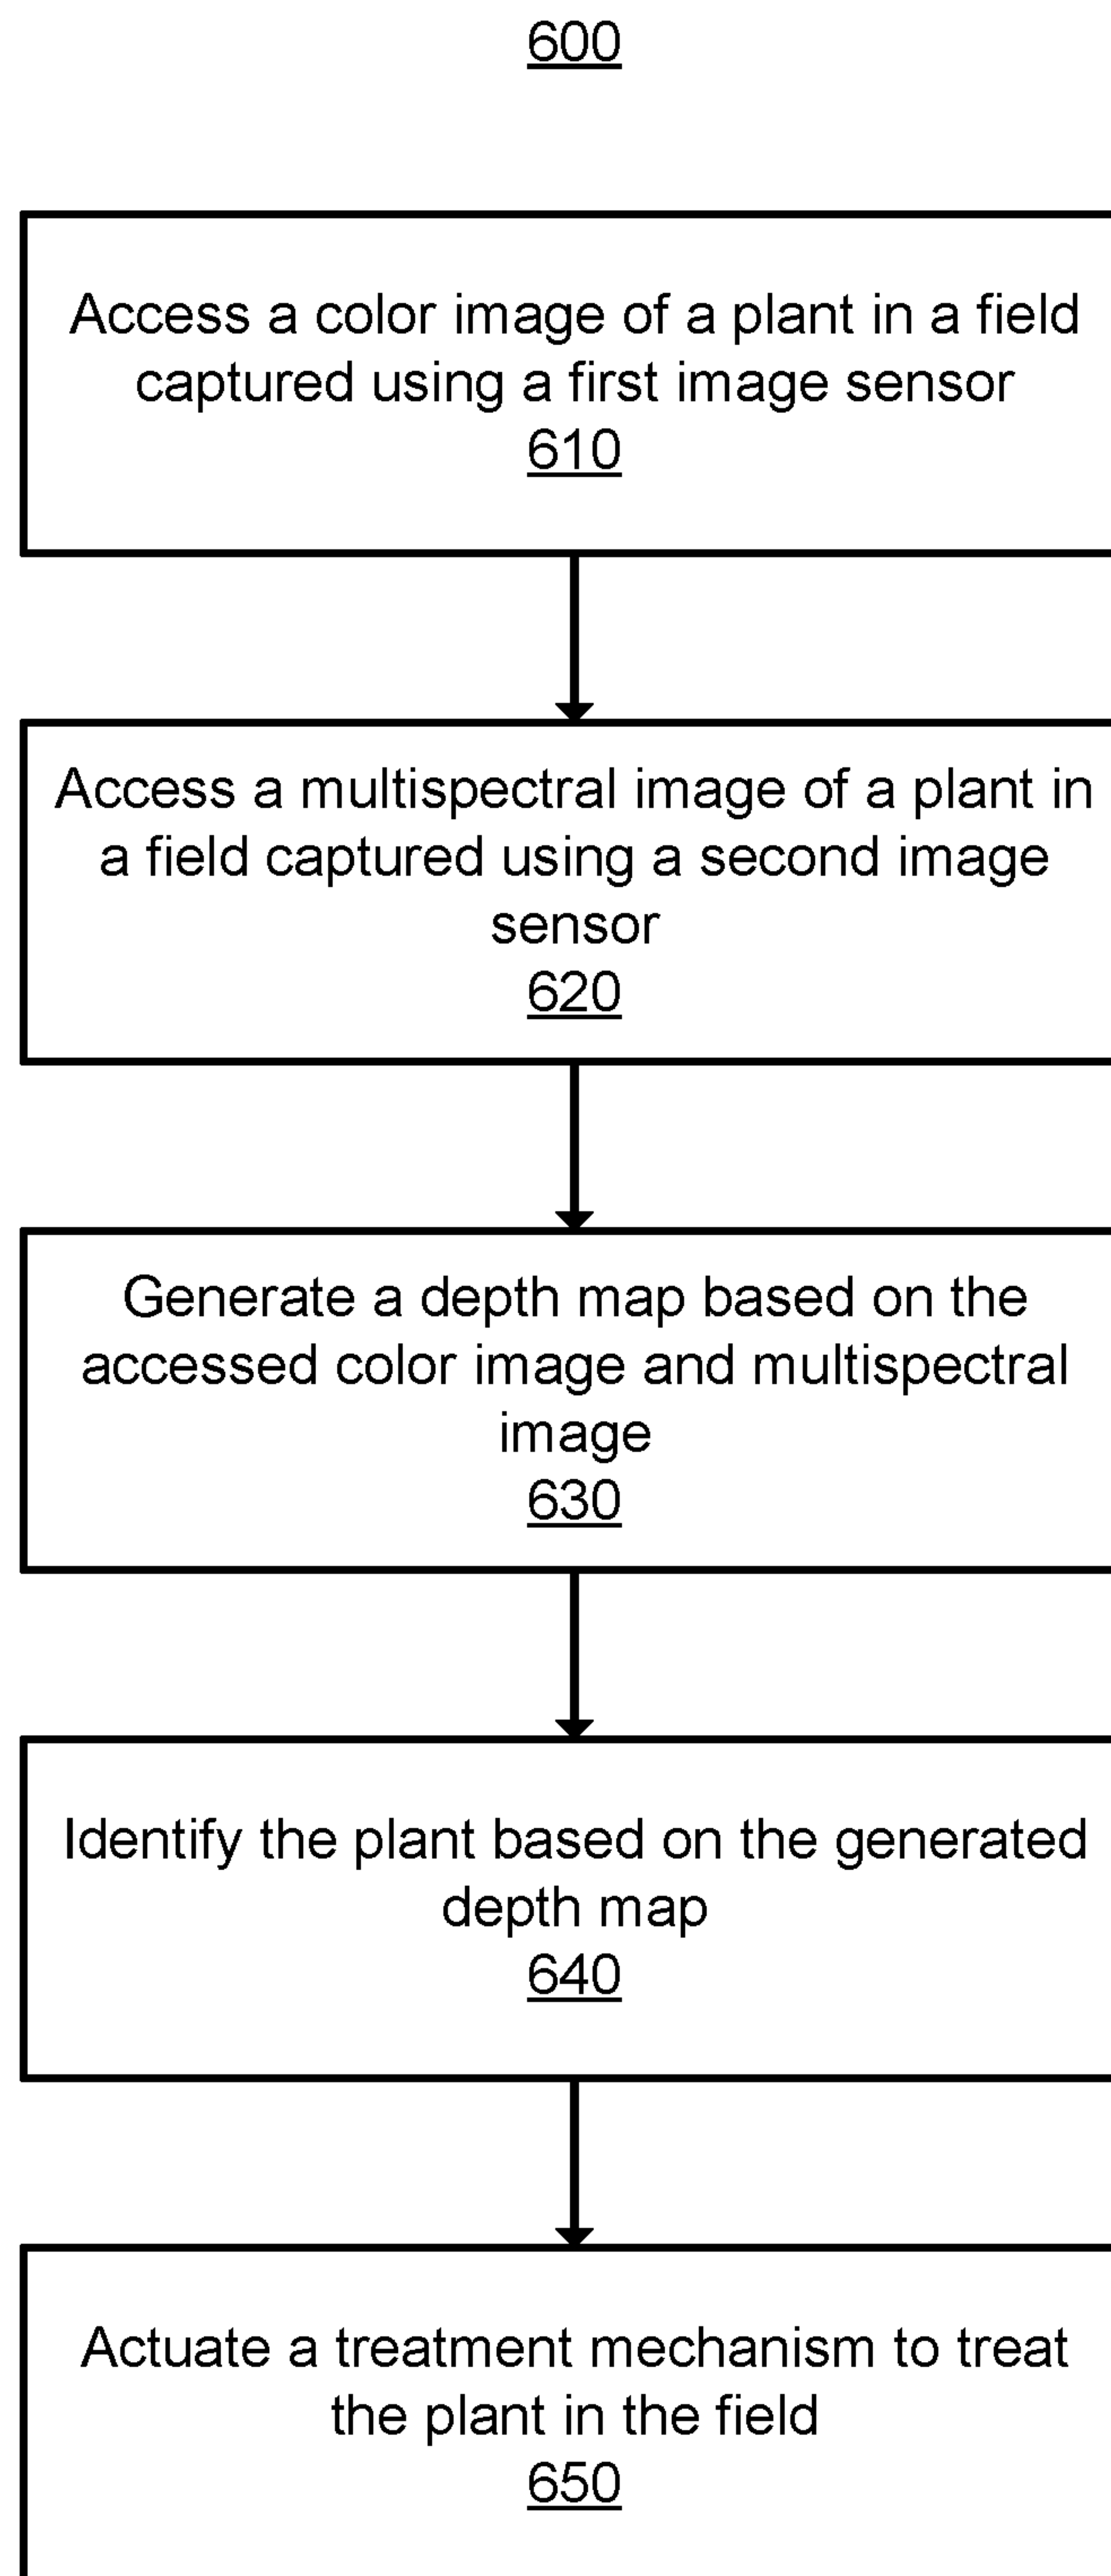 600
Access a color image of a plant in a field
captured using a first image sensor
610
Access a multispectral image of a plant in
a field captured using a second image
sensor
620
Generate a depth map based on the
accessed color image and multispectral
image
630
Identify the plant based on the generated
depth map
640
Actuate a treatment mechanism to treat
the plant in the field
650